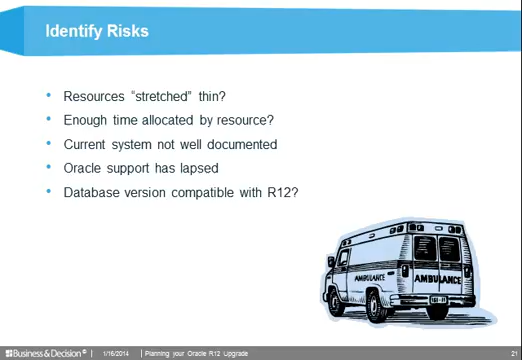 Identify Risks
• Resources “stretched” thin?
• Enough time allocated by resource?
• Current system not well documented
• Oracle support has lapsed
• Database version compatible with R12?
AMBULANCE AMBULANCE
Business & Decision | 1/16/2014 | Planning your Oracle R12 Upgrade 21